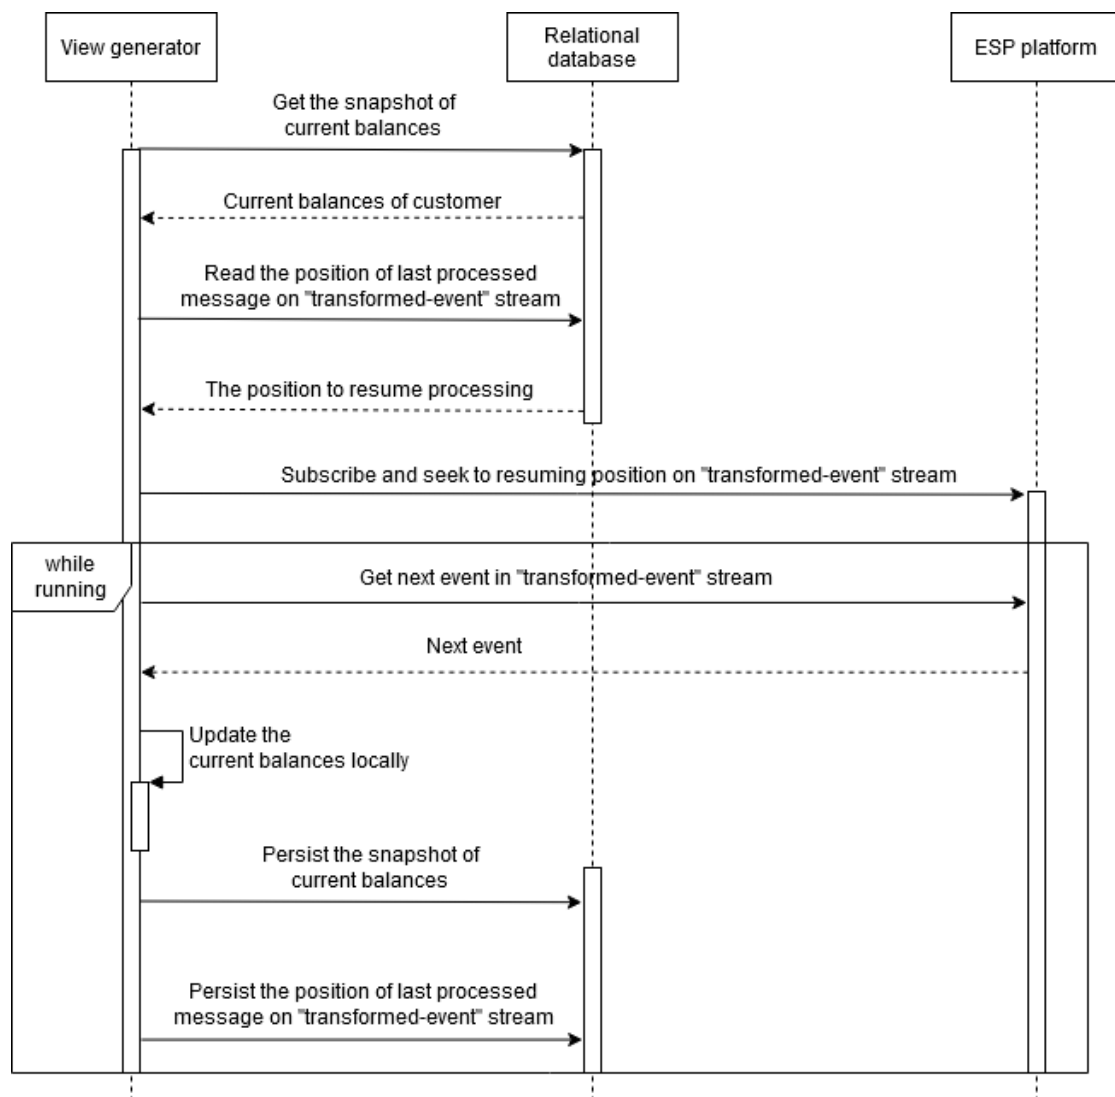 View generator
Relational
database
ESP platform
Get the snapshot of
current balances
Current balances of customer
Read the position of last processed
message on "transformed-event" stream
The position to resume processing
Subscribe and seek to resuming position on "transformed-event" stream
while
running
Get next event in "transformed-event" stream
Next event
Update the
current balances locally
Persist the snapshot of
current balances
Persist the position of last processed
message on "transformed-event" stream